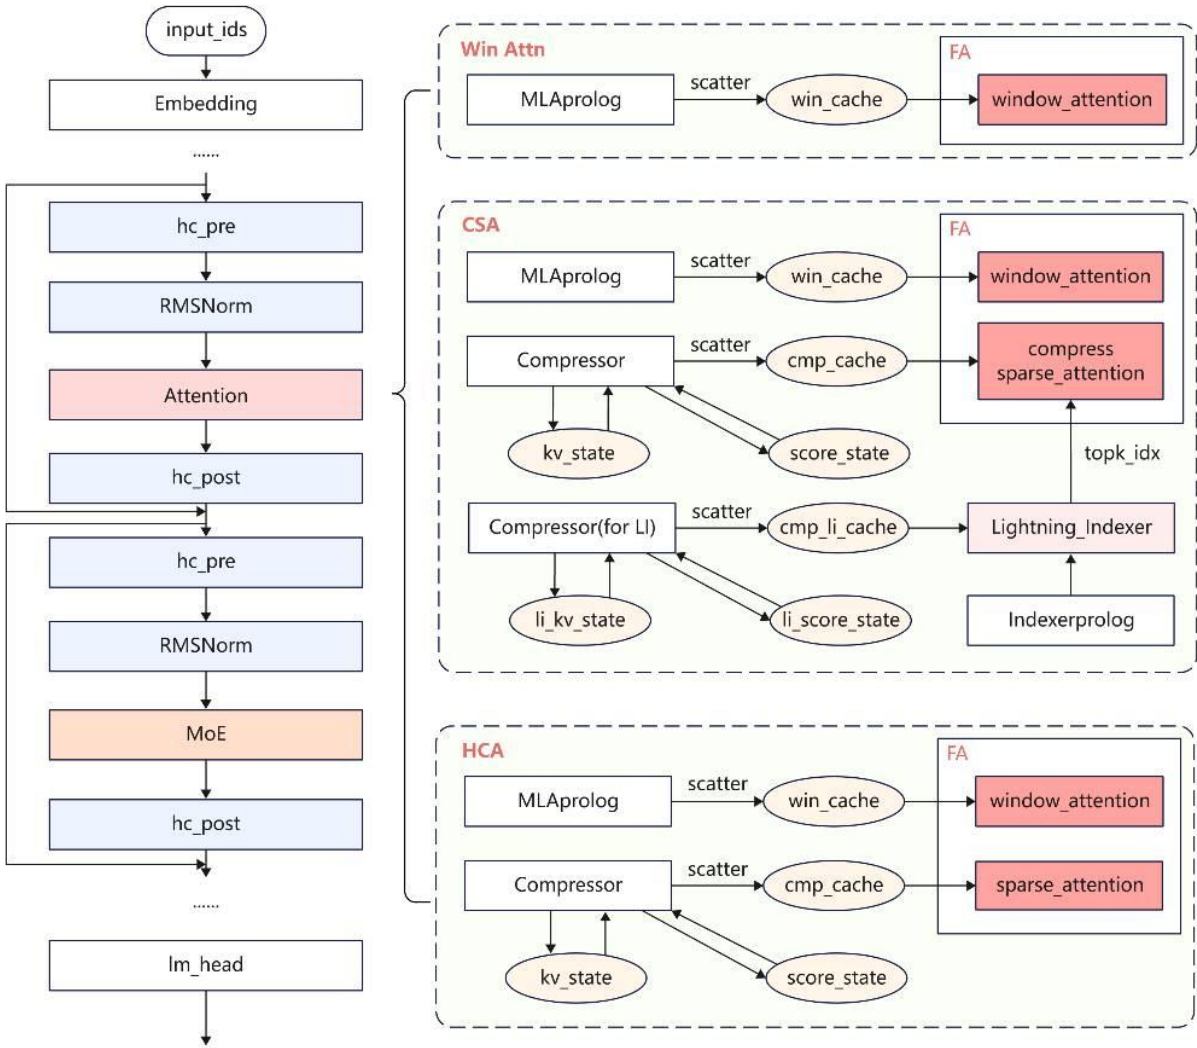 input_ids
Embedding
......
hc_pre
RMSNorm
Attention
hc_post
hc_pre
RMSNorm
MoE
hc_post
......
lm_head
Win Attn
MLAprolog
scatter
win_cache
FA
window_attention
CSA
MLAprolog
scatter
win_cache
FA
window_attention
Compressor
scatter
cmp_cache
compress
sparse_attention
kv_state
score_state
topk_idx
Compressor(for LI)
scatter
cmp_li_cache
Lightning_Indexer
li_kv_state
li_score_state
Indexerprolog
HCA
MLAprolog
scatter
win_cache
FA
window_attention
Compressor
scatter
cmp_cache
sparse_attention
kv_state
score_state